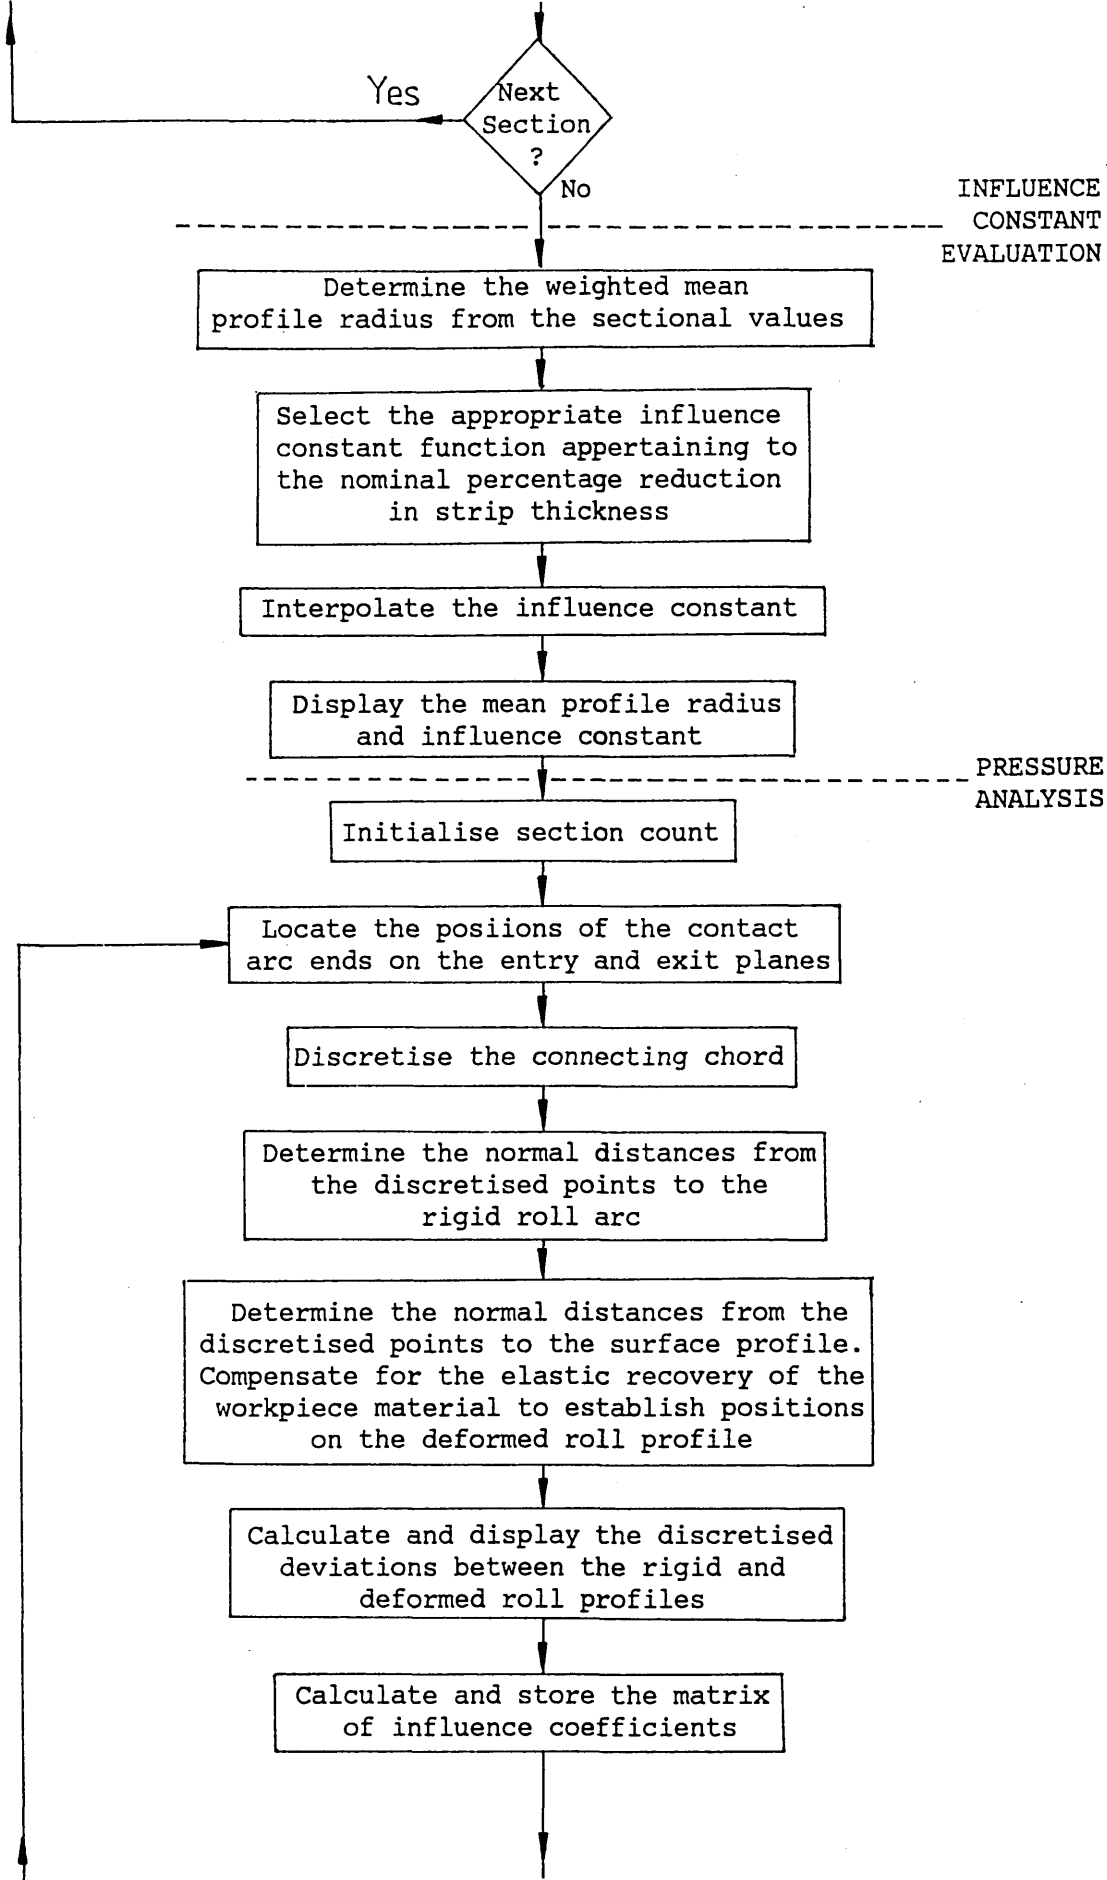 Yes
Next
Section
?
No
INFLUENCE
CONSTANT
EVALUATION
Determine the weighted mean
profile radius from the sectional values
Select the appropriate influence
constant function appertaining to
the nominal percentage reduction
in strip thickness
Interpolate the influence constant
Display the mean profile radius
and influence constant
PRESSURE
ANALYSIS
Initialise section count
Locate the posiions of the contact
arc ends on the entry and exit planes
Discretise the connecting chord
Determine the normal distances from
the discretised points to the
rigid roll arc
Determine the normal distances from the
discretised points to the surface profile.
Compensate for the elastic recovery of the
workpiece material to establish positions
on the deformed roll profile
Calculate and display the discretised
deviations between the rigid and
deformed roll profiles
Calculate and store the matrix
of influence coefficients